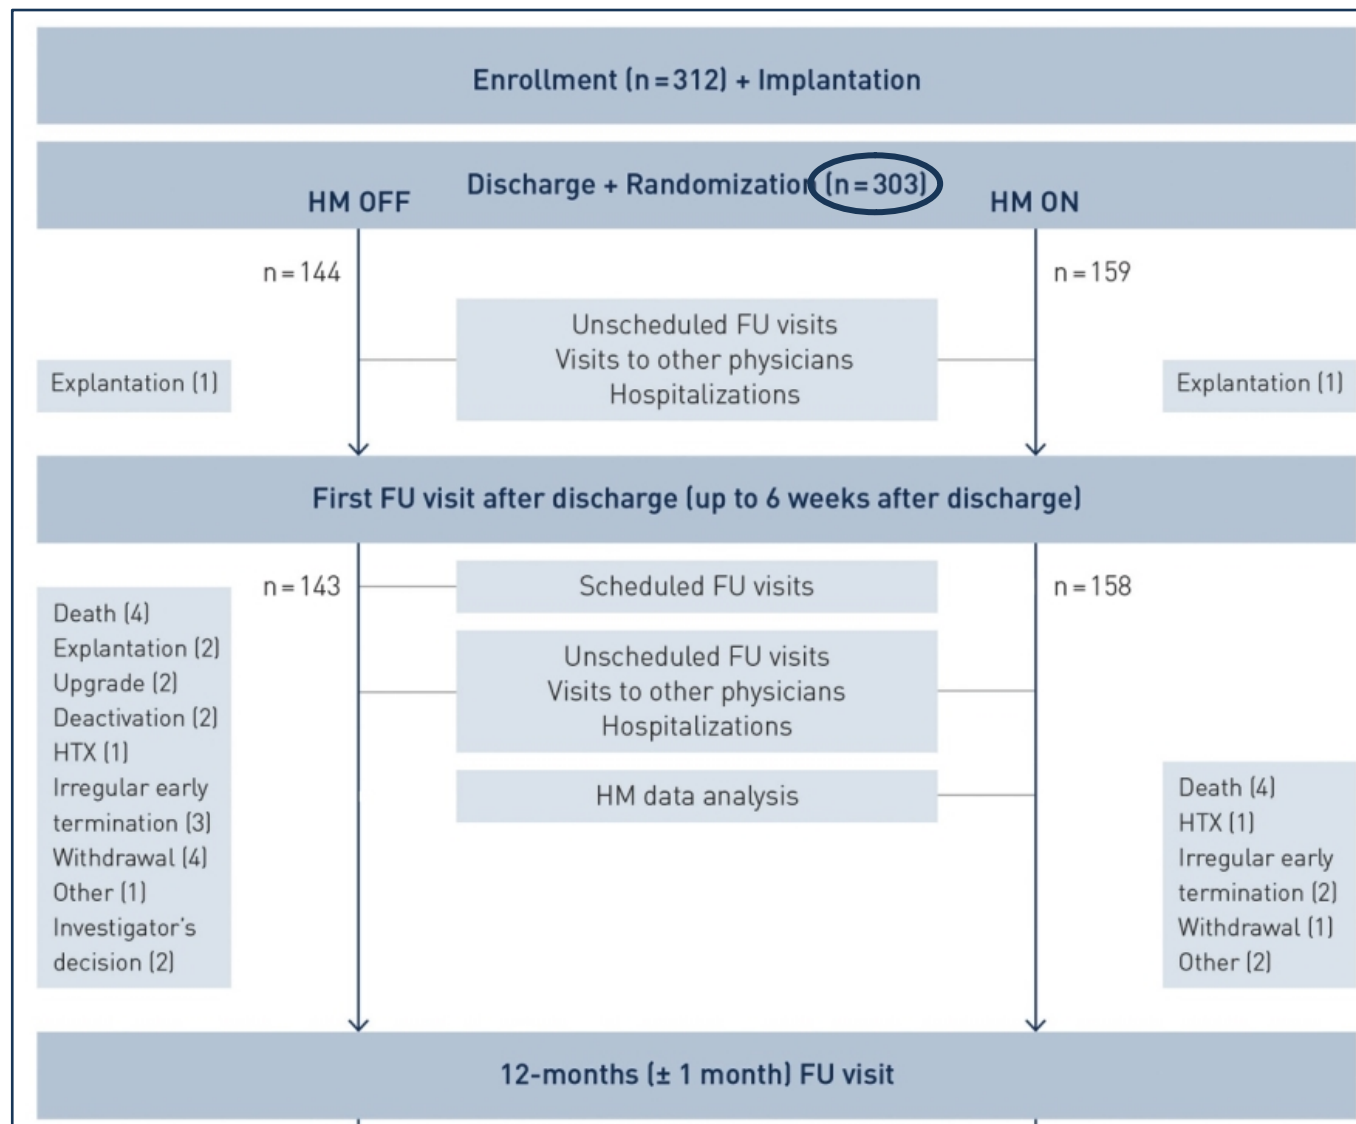 Enrollment (n=312) + Implantation
Discharge + Randomization (n=303)
HM OFF
HM ON
n=144
n=159
Unscheduled FU visits
Visits to other physicians
Hospitalizations
Explantation (1)
Explantation (1)
First FU visit after discharge (up to 6 weeks after discharge)
n=143
n=158
Scheduled FU visits
Death (4)
Explantation (2)
Upgrade (2)
Deactivation (2)
HTX (1)
Irregular early
termination (3)
Withdrawal (4)
Other (1)
Investigator's
decision (2)
Unscheduled FU visits
Visits to other physicians
Hospitalizations
HM data analysis
Death (4)
HTX (1)
Irregular early
termination (2)
Withdrawal (1)
Other (2)
12-months (± 1 month) FU visit